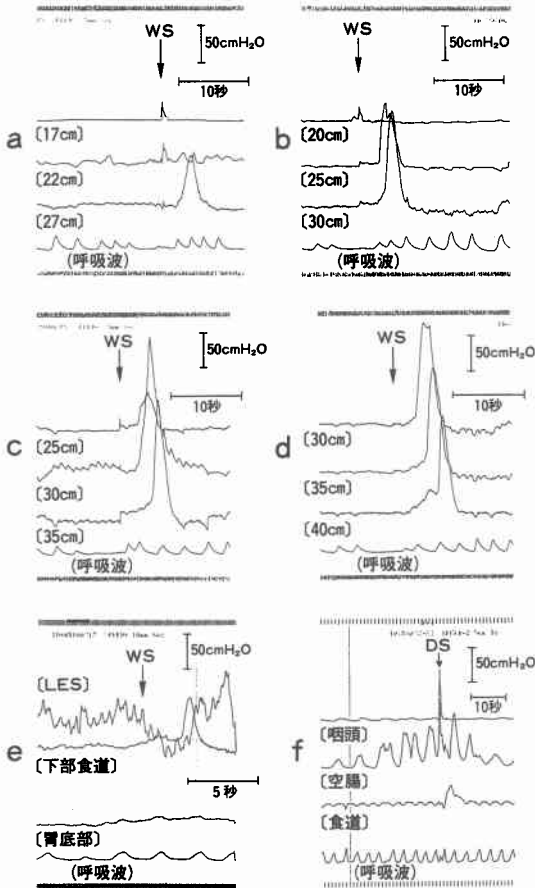 WS
50cmH₂O
10秒
a
〔17cm〕
〔22cm〕
〔27cm〕
(呼吸波)
WS
50cmH₂O
10秒
b
〔20cm〕
〔25cm〕
〔30cm〕
(呼吸波)
WS
50cmH₂O
10秒
c
〔25cm〕
〔30cm〕
〔35cm〕
(呼吸波)
WS
50cmH₂O
10秒
d
〔30cm〕
〔35cm〕
〔40cm〕
(呼吸波)
WS
50cmH₂O
〔LES〕
e
〔下部食道〕
5秒
〔胃底部〕
(呼吸波)
DS
50cmH₂O
10秒
〔咽頭〕
f
〔空腸〕
〔食道〕
(呼吸波)